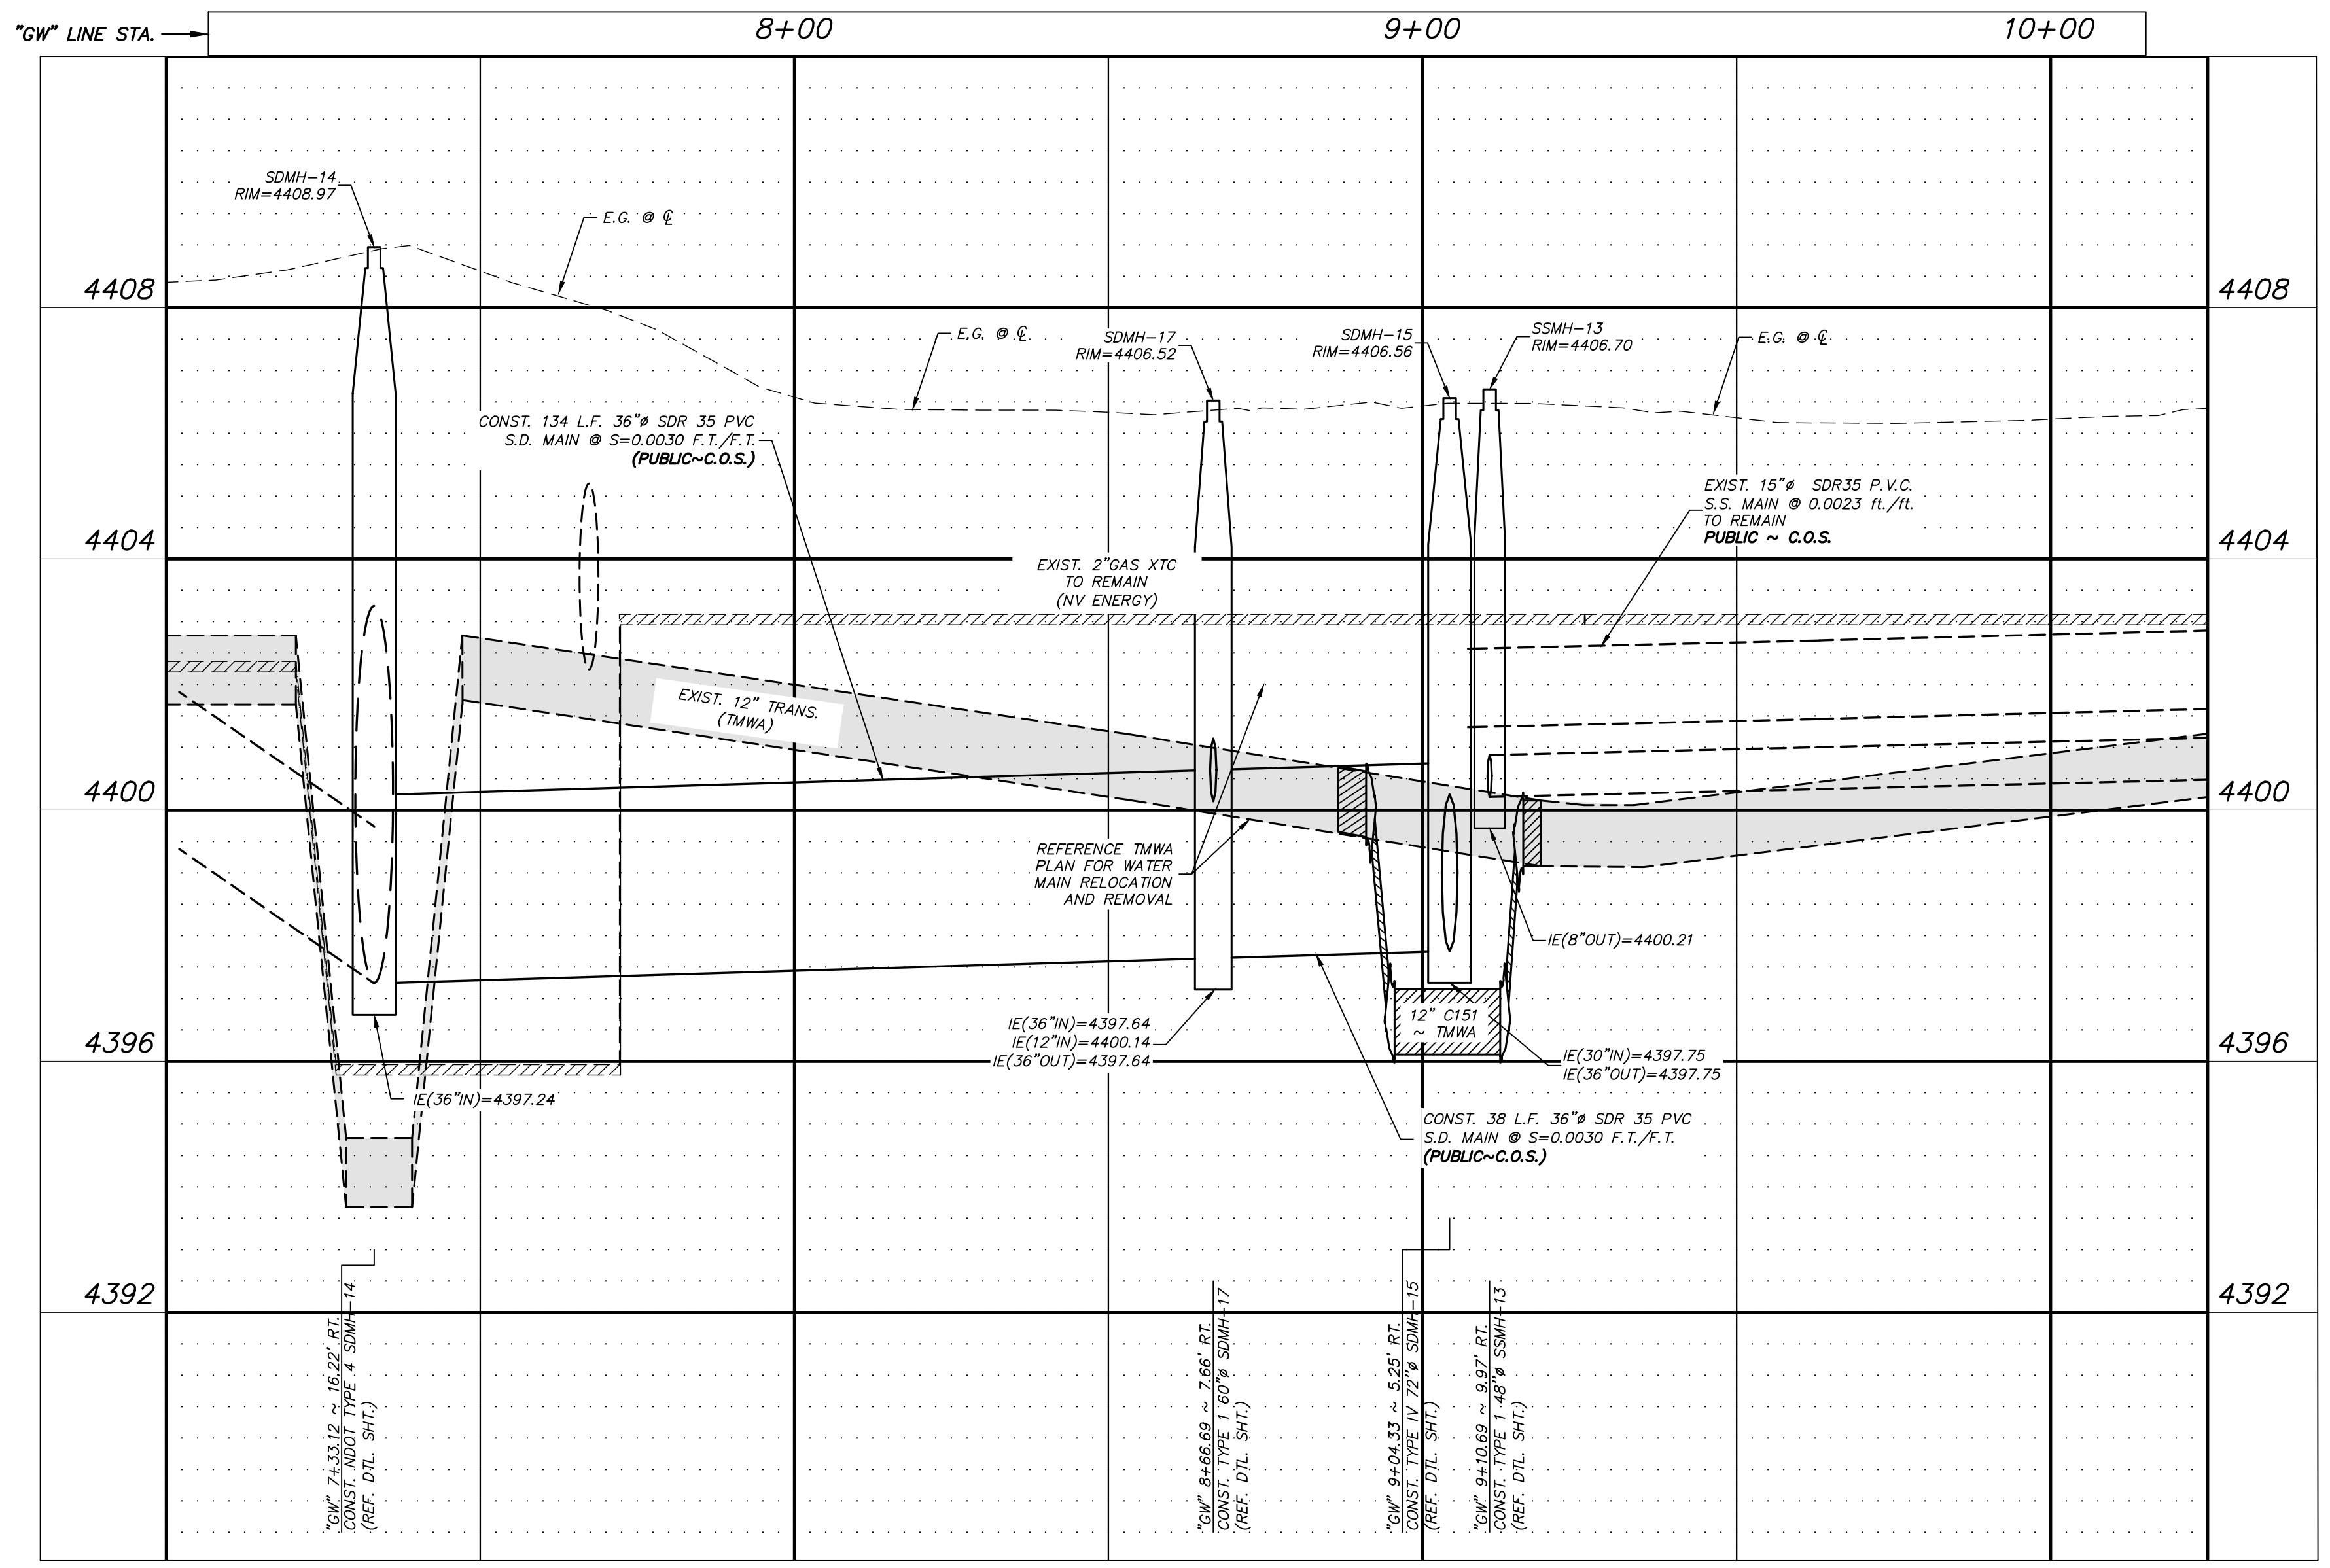 "GW" LINE STA.
8+00
9+00
10+00
SDMH-14
RIM=4408.97
E.G. @ ℄
4408
4408
E.G. @ ℄
SDMH-17
RIM=4406.52
SDMH-15
RIM=4406.56
SSMH-13
RIM=4406.70
E.G. @ ℄
CONST. 134 L.F. 36"ø SDR 35 PVC
S.D. MAIN @ S=0.0030 F.T./F.T.
(PUBLIC~C.O.S.)
EXIST. 15"ø SDR35 P.V.C.
S.S. MAIN @ 0.0023 ft./ft.
TO REMAIN
PUBLIC ~ C.O.S.
4404
4404
EXIST. 2"GAS XTC
TO REMAIN
(NV ENERGY)
EXIST. 12" TRANS.
(TMWA)
4400
4400
REFERENCE TMWA
PLAN FOR WATER
MAIN RELOCATION
AND REMOVAL
IE(8"OUT)=4400.21
12" C151
~ TMWA
IE(36"IN)=4397.64
IE(12"IN)=4400.14
IE(36"OUT)=4397.64
4396
4396
IE(30"IN)=4397.75
IE(36"OUT)=4397.75
IE(36"IN)=4397.24
CONST. 38 L.F. 36"ø SDR 35 PVC
S.D. MAIN @ S=0.0030 F.T./F.T.
(PUBLIC~C.O.S.)
4392
4392
"GW" 7+33.12 ~ 16.22' RT.
CONST. NDOT TYPE 4 SDMH-14
(REF. DTL. SHT.)
"GW" 8+66.69 ~ 7.66' RT.
CONST. TYPE 1 60"ø SDMH-17
(REF. DTL. SHT.)
"GW" 9+04.33 ~ 5.25' RT.
CONST. TYPE IV 72"ø SDMH-15
(REF. DTL. SHT.)
"GW" 9+10.69 ~ 9.97' RT.
CONST. TYPE 1 48"ø SSMH-13
(REF. DTL. SHT.)